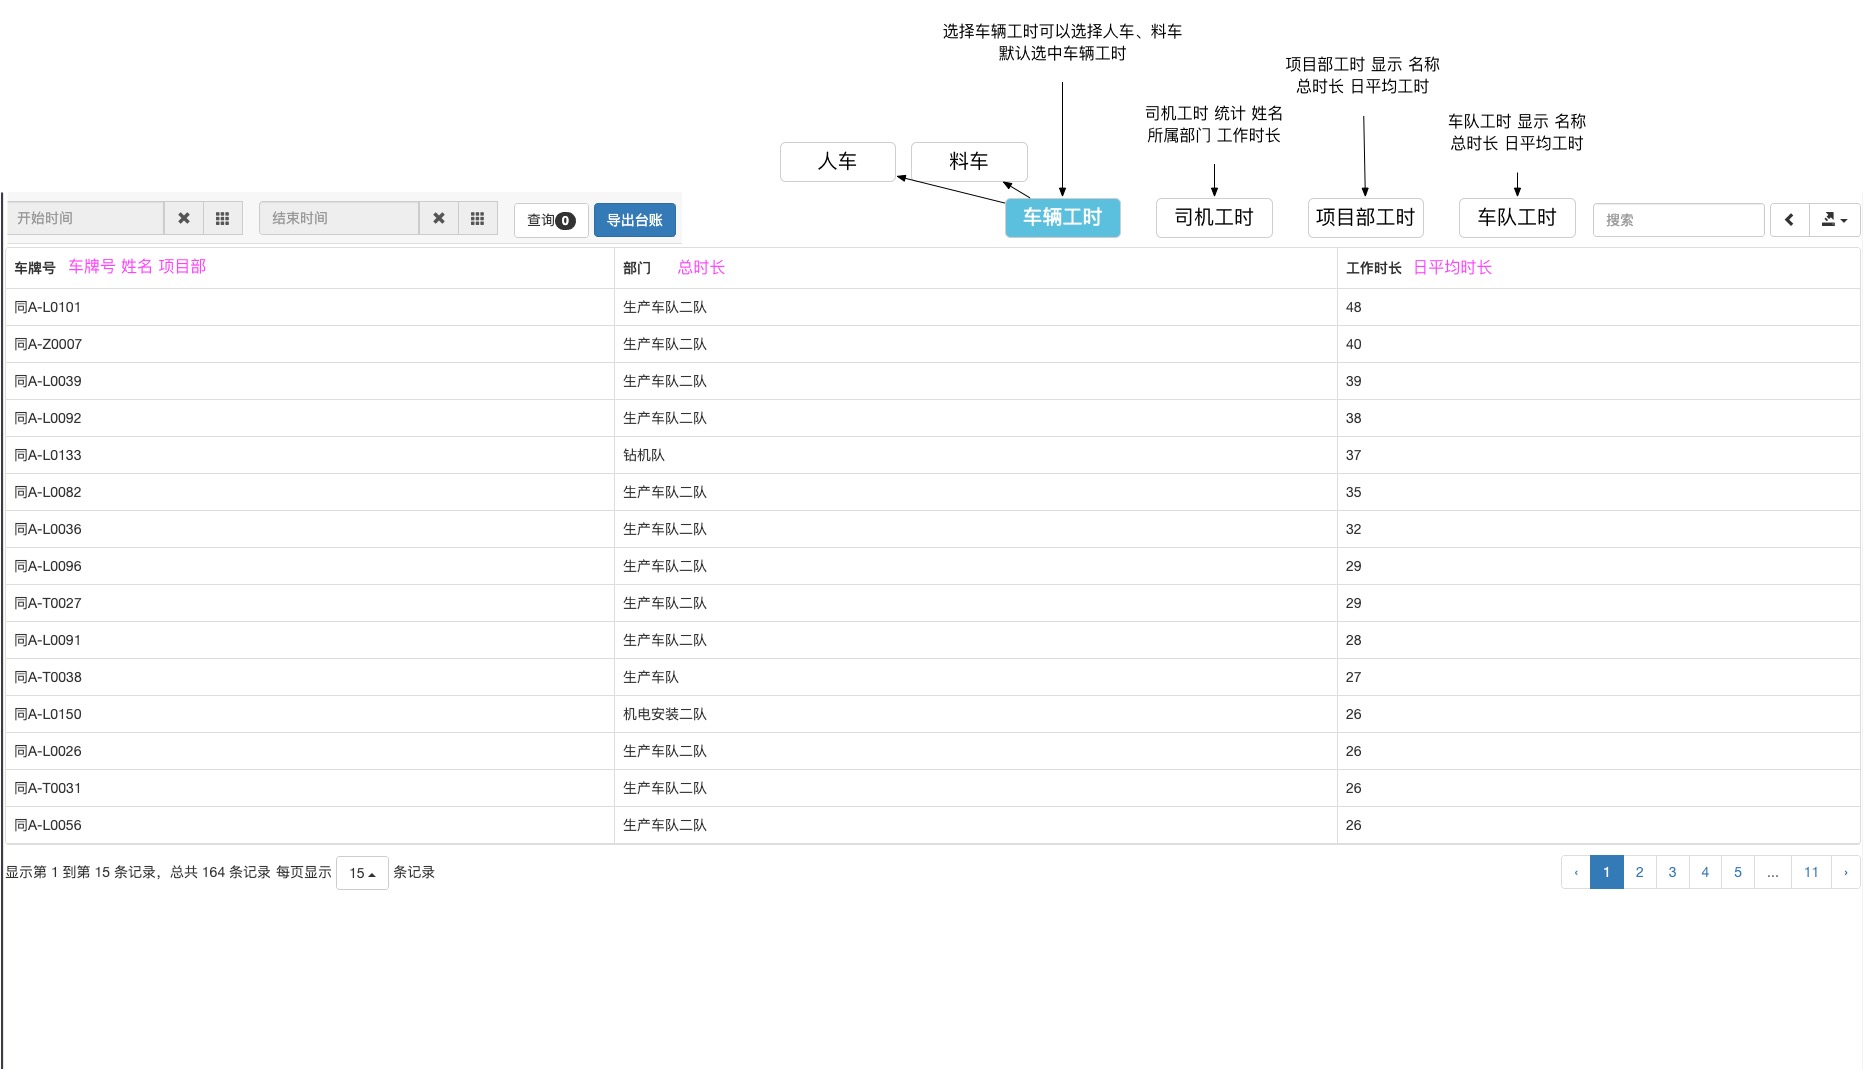 选择车辆工时可以选择人车、料车
默认选中车辆工时
项目部工时 显示 名称
总时长 日平均工时
司机工时 统计 姓名
所属部门 工作时长
车队工时 显示 名称
总时长 日平均工时
人车 料车
开始时间 结束时间 查询0 导出台账 车辆工时 司机工时 项目部工时 车队工时 搜索
车牌号 车牌号 姓名 项目部 部门 总时长 工作时长 日平均时长
同A-L0101 生产车队二队 48
同A-Z0007 生产车队二队 40
同A-L0039 生产车队二队 39
同A-L0092 生产车队二队 38
同A-L0133 钻机队 37
同A-L0082 生产车队二队 35
同A-L0036 生产车队二队 32
同A-L0096 生产车队二队 29
同A-T0027 生产车队二队 29
同A-L0091 生产车队二队 28
同A-T0038 生产车队 27
同A-L0150 机电安装二队 26
同A-L0026 生产车队二队 26
同A-T0031 生产车队二队 26
同A-L0056 生产车队二队 26
显示第 1 到第 15 条记录，总共 164 条记录 每页显示 15 条记录 ‹ 1 2 3 4 5 ... 11 ›